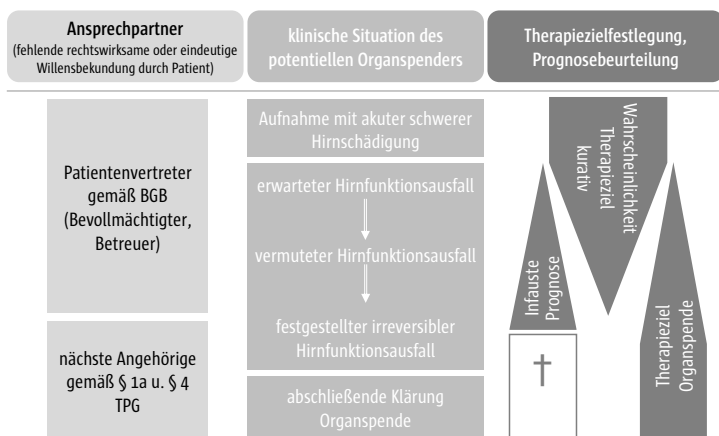 Ansprechpartner
(fehlende rechtswirksame oder eindeutige
Willensbekundung durch Patient)
klinische Situation des
potentiellen Organspenders
Therapiezielfestlegung,
Prognosebeurteilung
Patientenvertreter
gemäß BGB
(Bevollmächtigter,
Betreuer)
nächste Angehörige
gemäß § 1a u. § 4
TPG
Aufnahme mit akuter schwerer
Hirnschädigung
erwarteter Hirnfunktionsausfall
vermuteter Hirnfunktionsausfall
festgestellter irreversibler
Hirnfunktionsausfall
abschließende Klärung
Organspende
Wahrscheinlichkeit
Therapieziel
kurativ
Infauste
Prognose
Therapieziel
Organspende